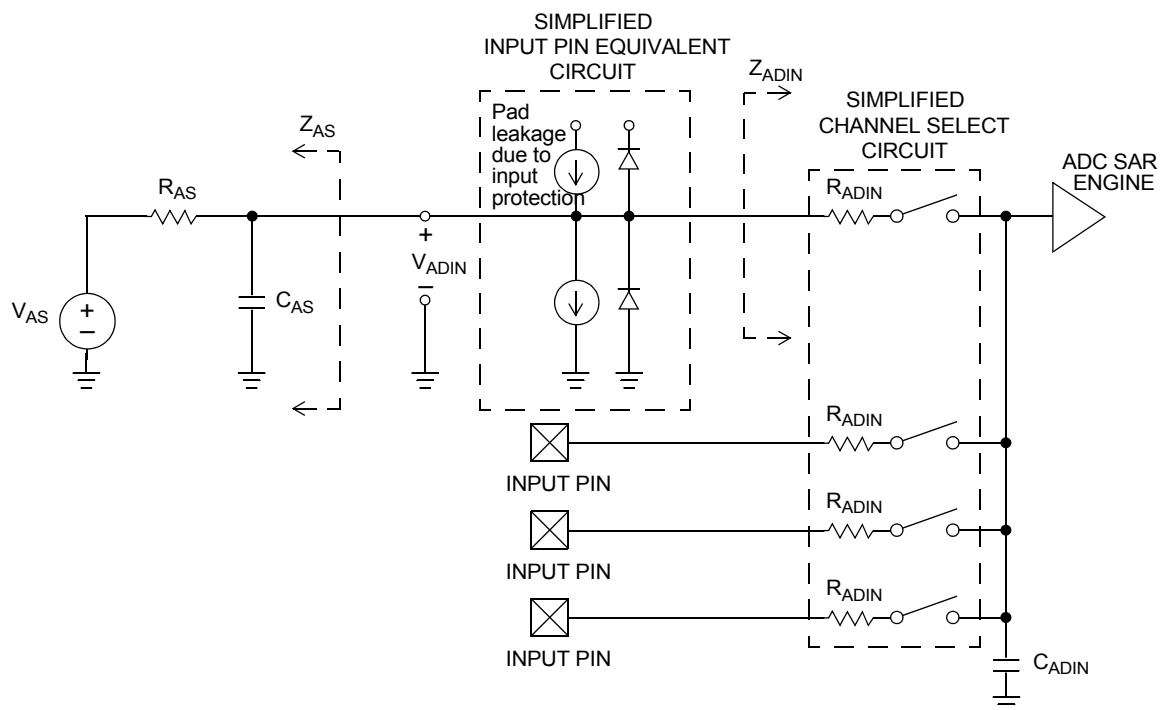 SIMPLIFIED
INPUT PIN EQUIVALENT
CIRCUIT
Z_ADIN
SIMPLIFIED
CHANNEL SELECT
CIRCUIT
Pad
leakage
due to
input
protection
Z_AS
ADC SAR
ENGINE
R_AS
R_ADIN
+
V_ADIN
–
V_AS
+
–
C_AS
R_ADIN
INPUT PIN
R_ADIN
INPUT PIN
R_ADIN
INPUT PIN
C_ADIN